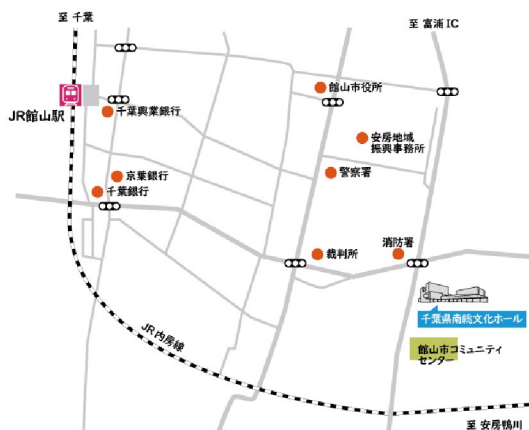 至 千葉
至 富浦IC
館山市役所
JR館山駅
千葉興業銀行
安房地域
振興事務所
京葉銀行
警察署
千葉銀行
裁判所
消防署
千葉県南総文化ホール
JR内房線
館山市コミュニティ
センター
至 安房鴨川